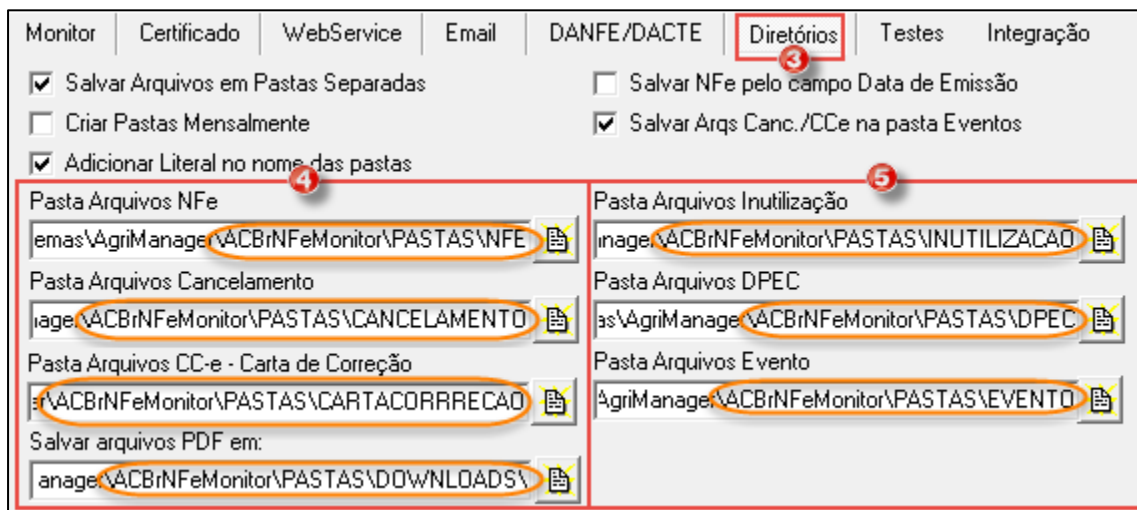 Monitor Certificado WebService Email DANFE/DACTE Diretórios Testes Integração
3
Salvar Arquivos em Pastas Separadas
Salvar NFe pelo campo Data de Emissão
Criar Pastas Mensalmente
Salvar Arqs Canc./CCe na pasta Eventos
Adicionar Literal no nome das pastas
4
Pasta Arquivos NFe
emas\AgriManager\ACBrNFeMonitor\PASTAS\NFE
Pasta Arquivos Cancelamento
nager\ACBrNFeMonitor\PASTAS\CANCELAMENTO
Pasta Arquivos CC-e - Carta de Correção
er\ACBrNFeMonitor\PASTAS\CARTACORRRECAO
Salvar arquivos PDF em:
anager\ACBrNFeMonitor\PASTAS\DOWNLOADS\
5
Pasta Arquivos Inutilização
anager\ACBrNFeMonitor\PASTAS\INUTILIZACAO
Pasta Arquivos DPEC
as\AgriManager\ACBrNFeMonitor\PASTAS\DPEC
Pasta Arquivos Evento
AgriManager\ACBrNFeMonitor\PASTAS\EVENTO